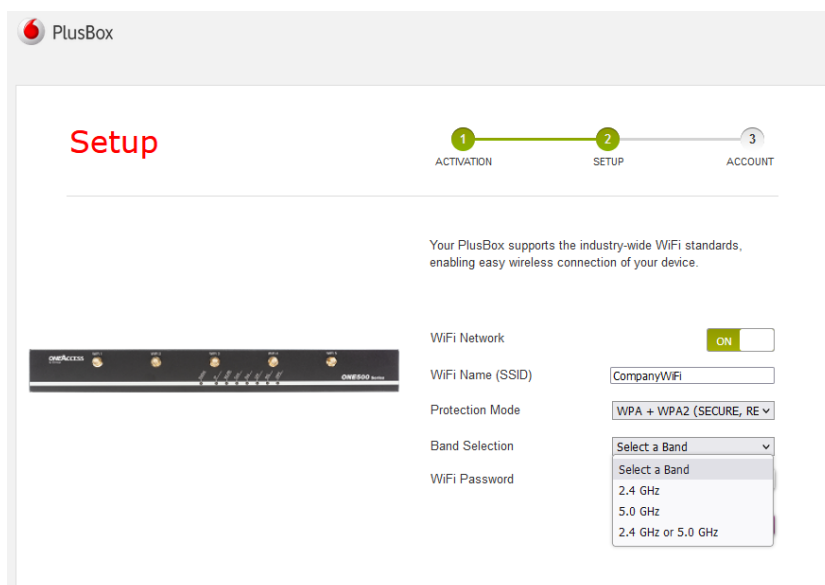 PlusBox
Setup
1
2
3
ACTIVATION
SETUP
ACCOUNT
Your PlusBox supports the industry-wide WiFi standards,
enabling easy wireless connection of your device.
WiFi Network
ON
WiFi Name (SSID)
CompanyWiFi
Protection Mode
WPA + WPA2 (SECURE, RE
Band Selection
Select a Band
WiFi Password
Select a Band
2.4 GHz
5.0 GHz
2.4 GHz or 5.0 GHz
ONEACCESS
ONE500 Series